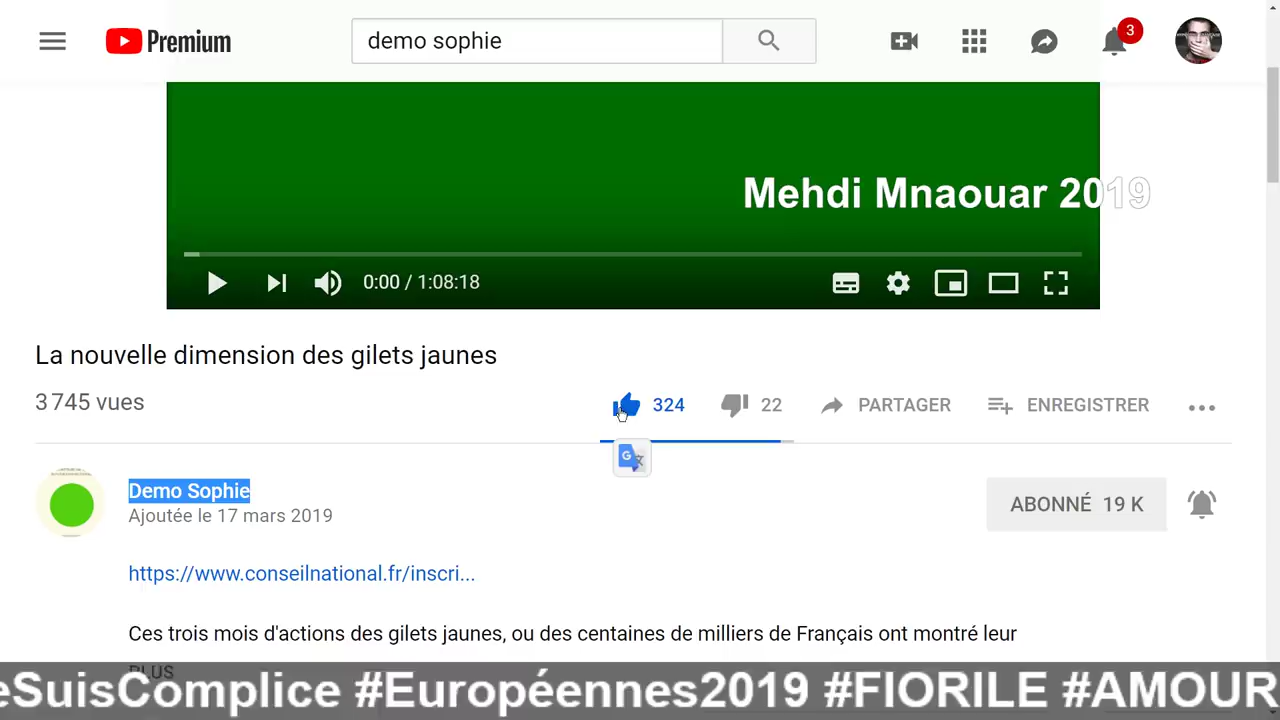 Premium
demo sophie
3
Mehdi Mnaouar 2019
0:00 / 1:08:18
La nouvelle dimension des gilets jaunes
3 745 vues
324
22
PARTAGER
ENREGISTRER
Demo Sophie
Ajoutée le 17 mars 2019
ABONNÉ 19 K
https://www.conseilnational.fr/inscri...
Ces trois mois d'actions des gilets jaunes, ou des centaines de milliers de Français ont montré leur
PLUS
eSuisComplice #Européennes2019 #FIORILE #AMOUR